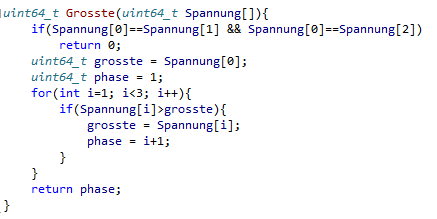 uint64_t Grosste(uint64_t Spannung[]){
    if(Spannung[0]==Spannung[1] && Spannung[0]==Spannung[2])
        return 0;
    uint64_t grosste = Spannung[0];
    uint64_t phase = 1;
    for(int i=1; i<3; i++){
        if(Spannung[i]>grosste){
            grosste = Spannung[i];
            phase = i+1;
        }
    }
    return phase;
}